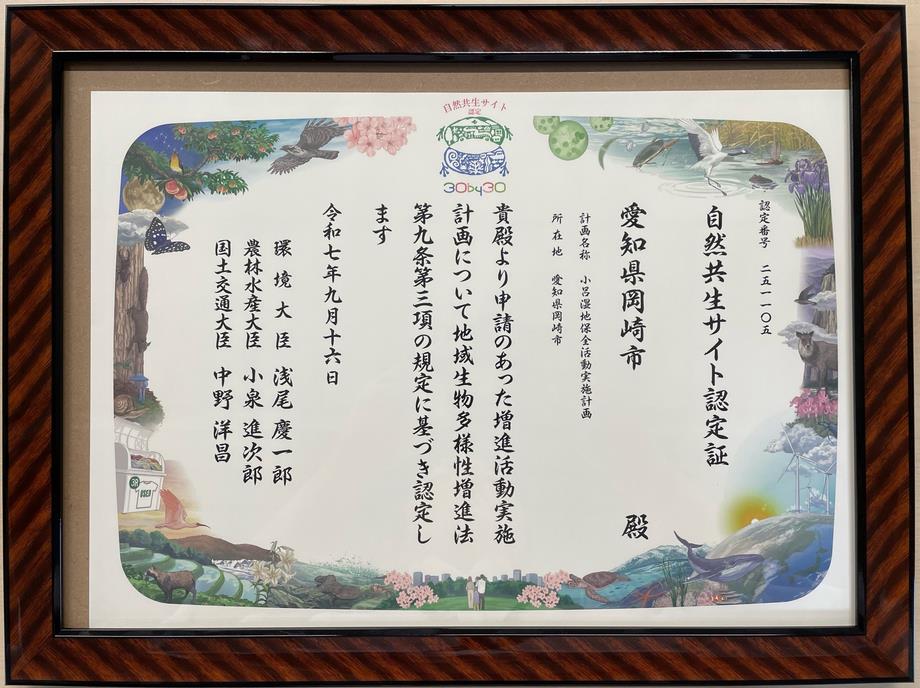 自然共生サイト
認定
30by30
認定番号 二五一一〇五
自然共生サイト認定証
愛知県岡崎市 殿
計画名称 小呂湿地保全活動実施計画
所在地 愛知県岡崎市
貴殿より申請のあった増進活動実施
計画について地域生物多様性増進法
第九条第三項の規定に基づき認定し
ます
令和七年九月十六日
環境大臣 浅尾 慶一郎
農林水産大臣 小泉 進次郎
国土交通大臣 中野 洋昌
3R
USED